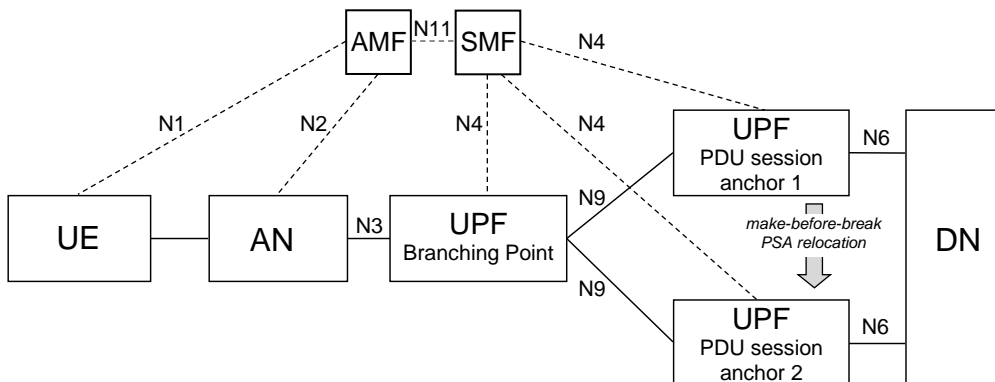 N11
AMF
SMF
N4
N1
N2
N4
N4
UPF
PDU session
anchor 1
N6
UE
AN
N3
UPF
Branching Point
N9
make-before-break
PSA relocation
DN
N9
UPF
PDU session
anchor 2
N6